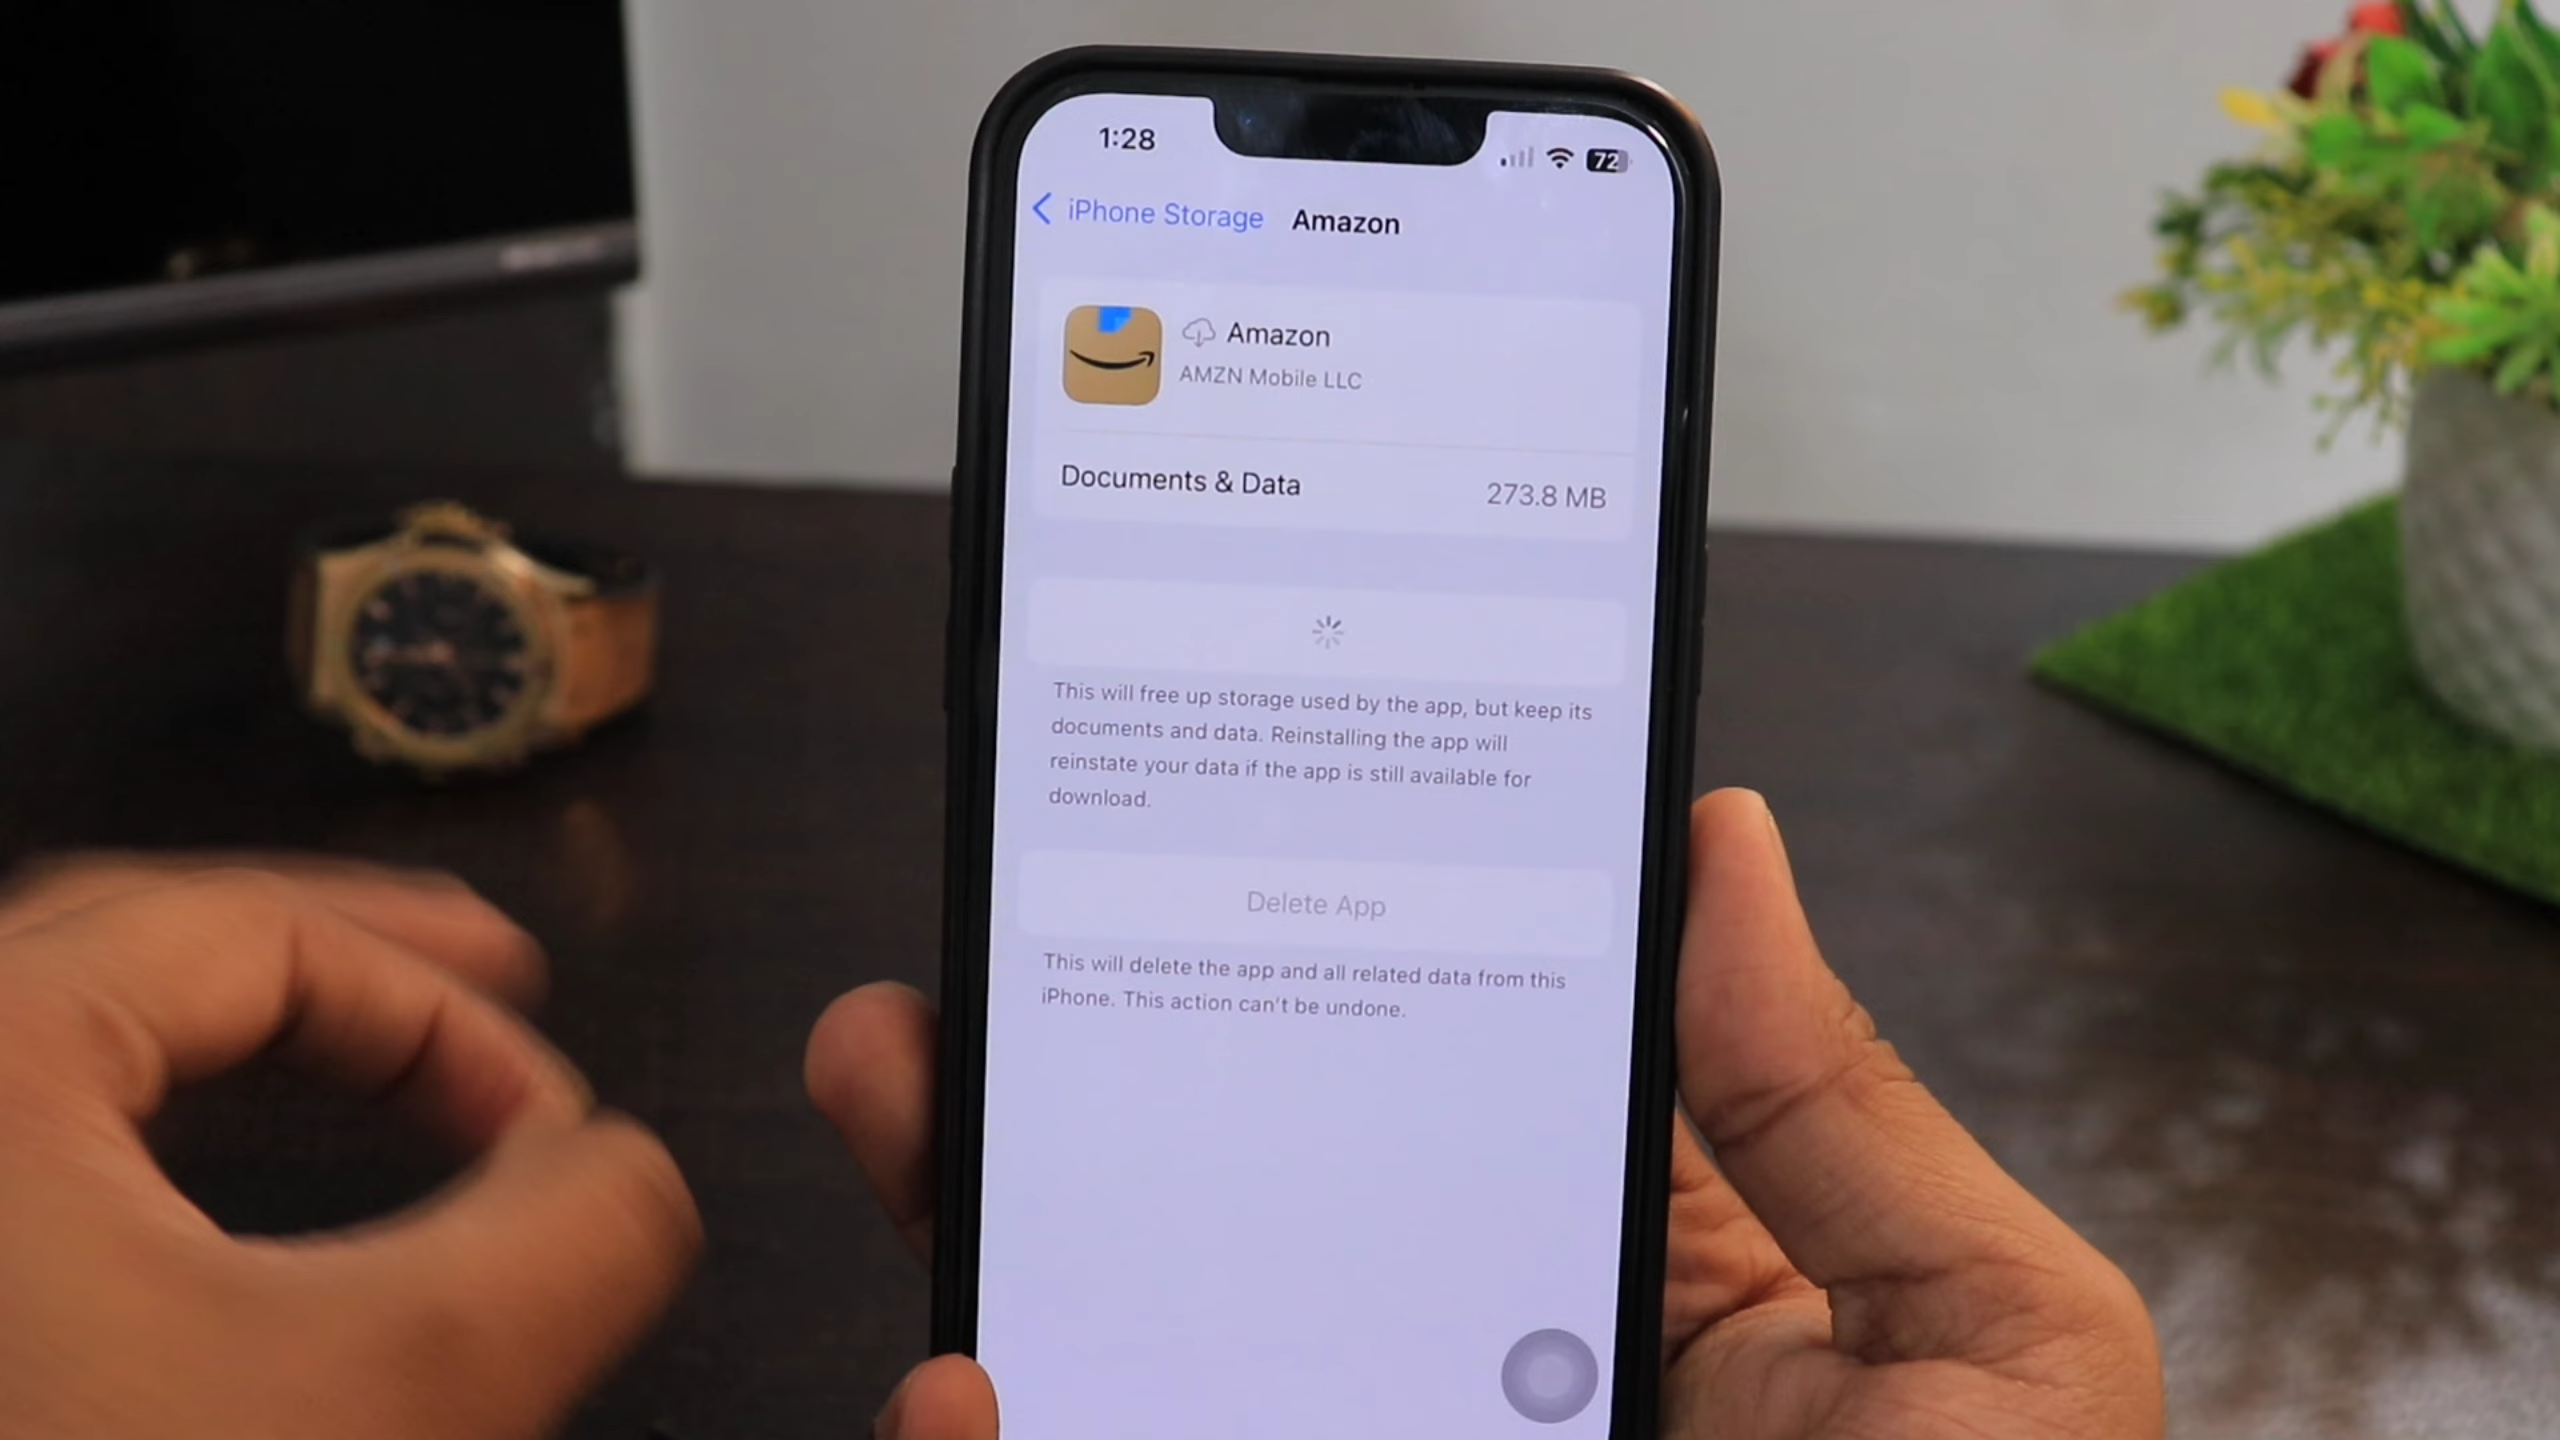 1:28
72
iPhone Storage Amazon
Amazon
AMZN Mobile LLC
Documents & Data 273.8 MB
This will free up storage used by the app, but keep its
documents and data. Reinstalling the app will
reinstate your data if the app is still available for
download.
Delete App
This will delete the app and all related data from this
iPhone. This action can't be undone.